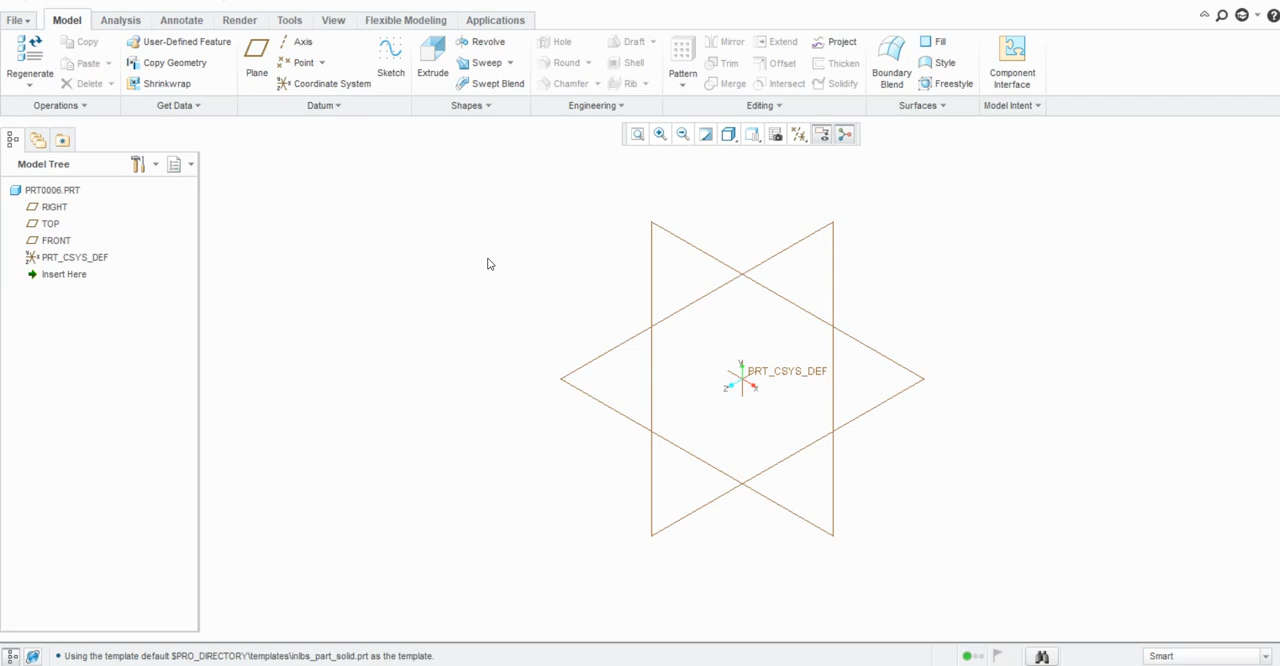 File Model Analysis Annotate Render Tools View Flexible Modeling Applications
Regenerate
Copy
Paste
Delete
Operations
User-Defined Feature
Copy Geometry
Shrinkwrap
Get Data
Plane
Axis
Point
Coordinate System
Sketch
Datum
Extrude
Revolve
Sweep
Swept Blend
Shapes
Hole
Round
Chamfer
Draft
Shell
Rib
Engineering
Pattern
Mirror
Trim
Merge
Extend
Offset
Intersect
Project
Thicken
Solidify
Editing
Boundary
Blend
Fill
Style
Freestyle
Surfaces
Component
Interface
Model Intent
Model Tree
PRT0006.PRT
RIGHT
TOP
FRONT
PRT_CSYS_DEF
Insert Here
Y
PRT_CSYS_DEF
Z
X
• Using the template default $PRO_DIRECTORY\templates\inlbs_part_solid.prt as the template.
Smart